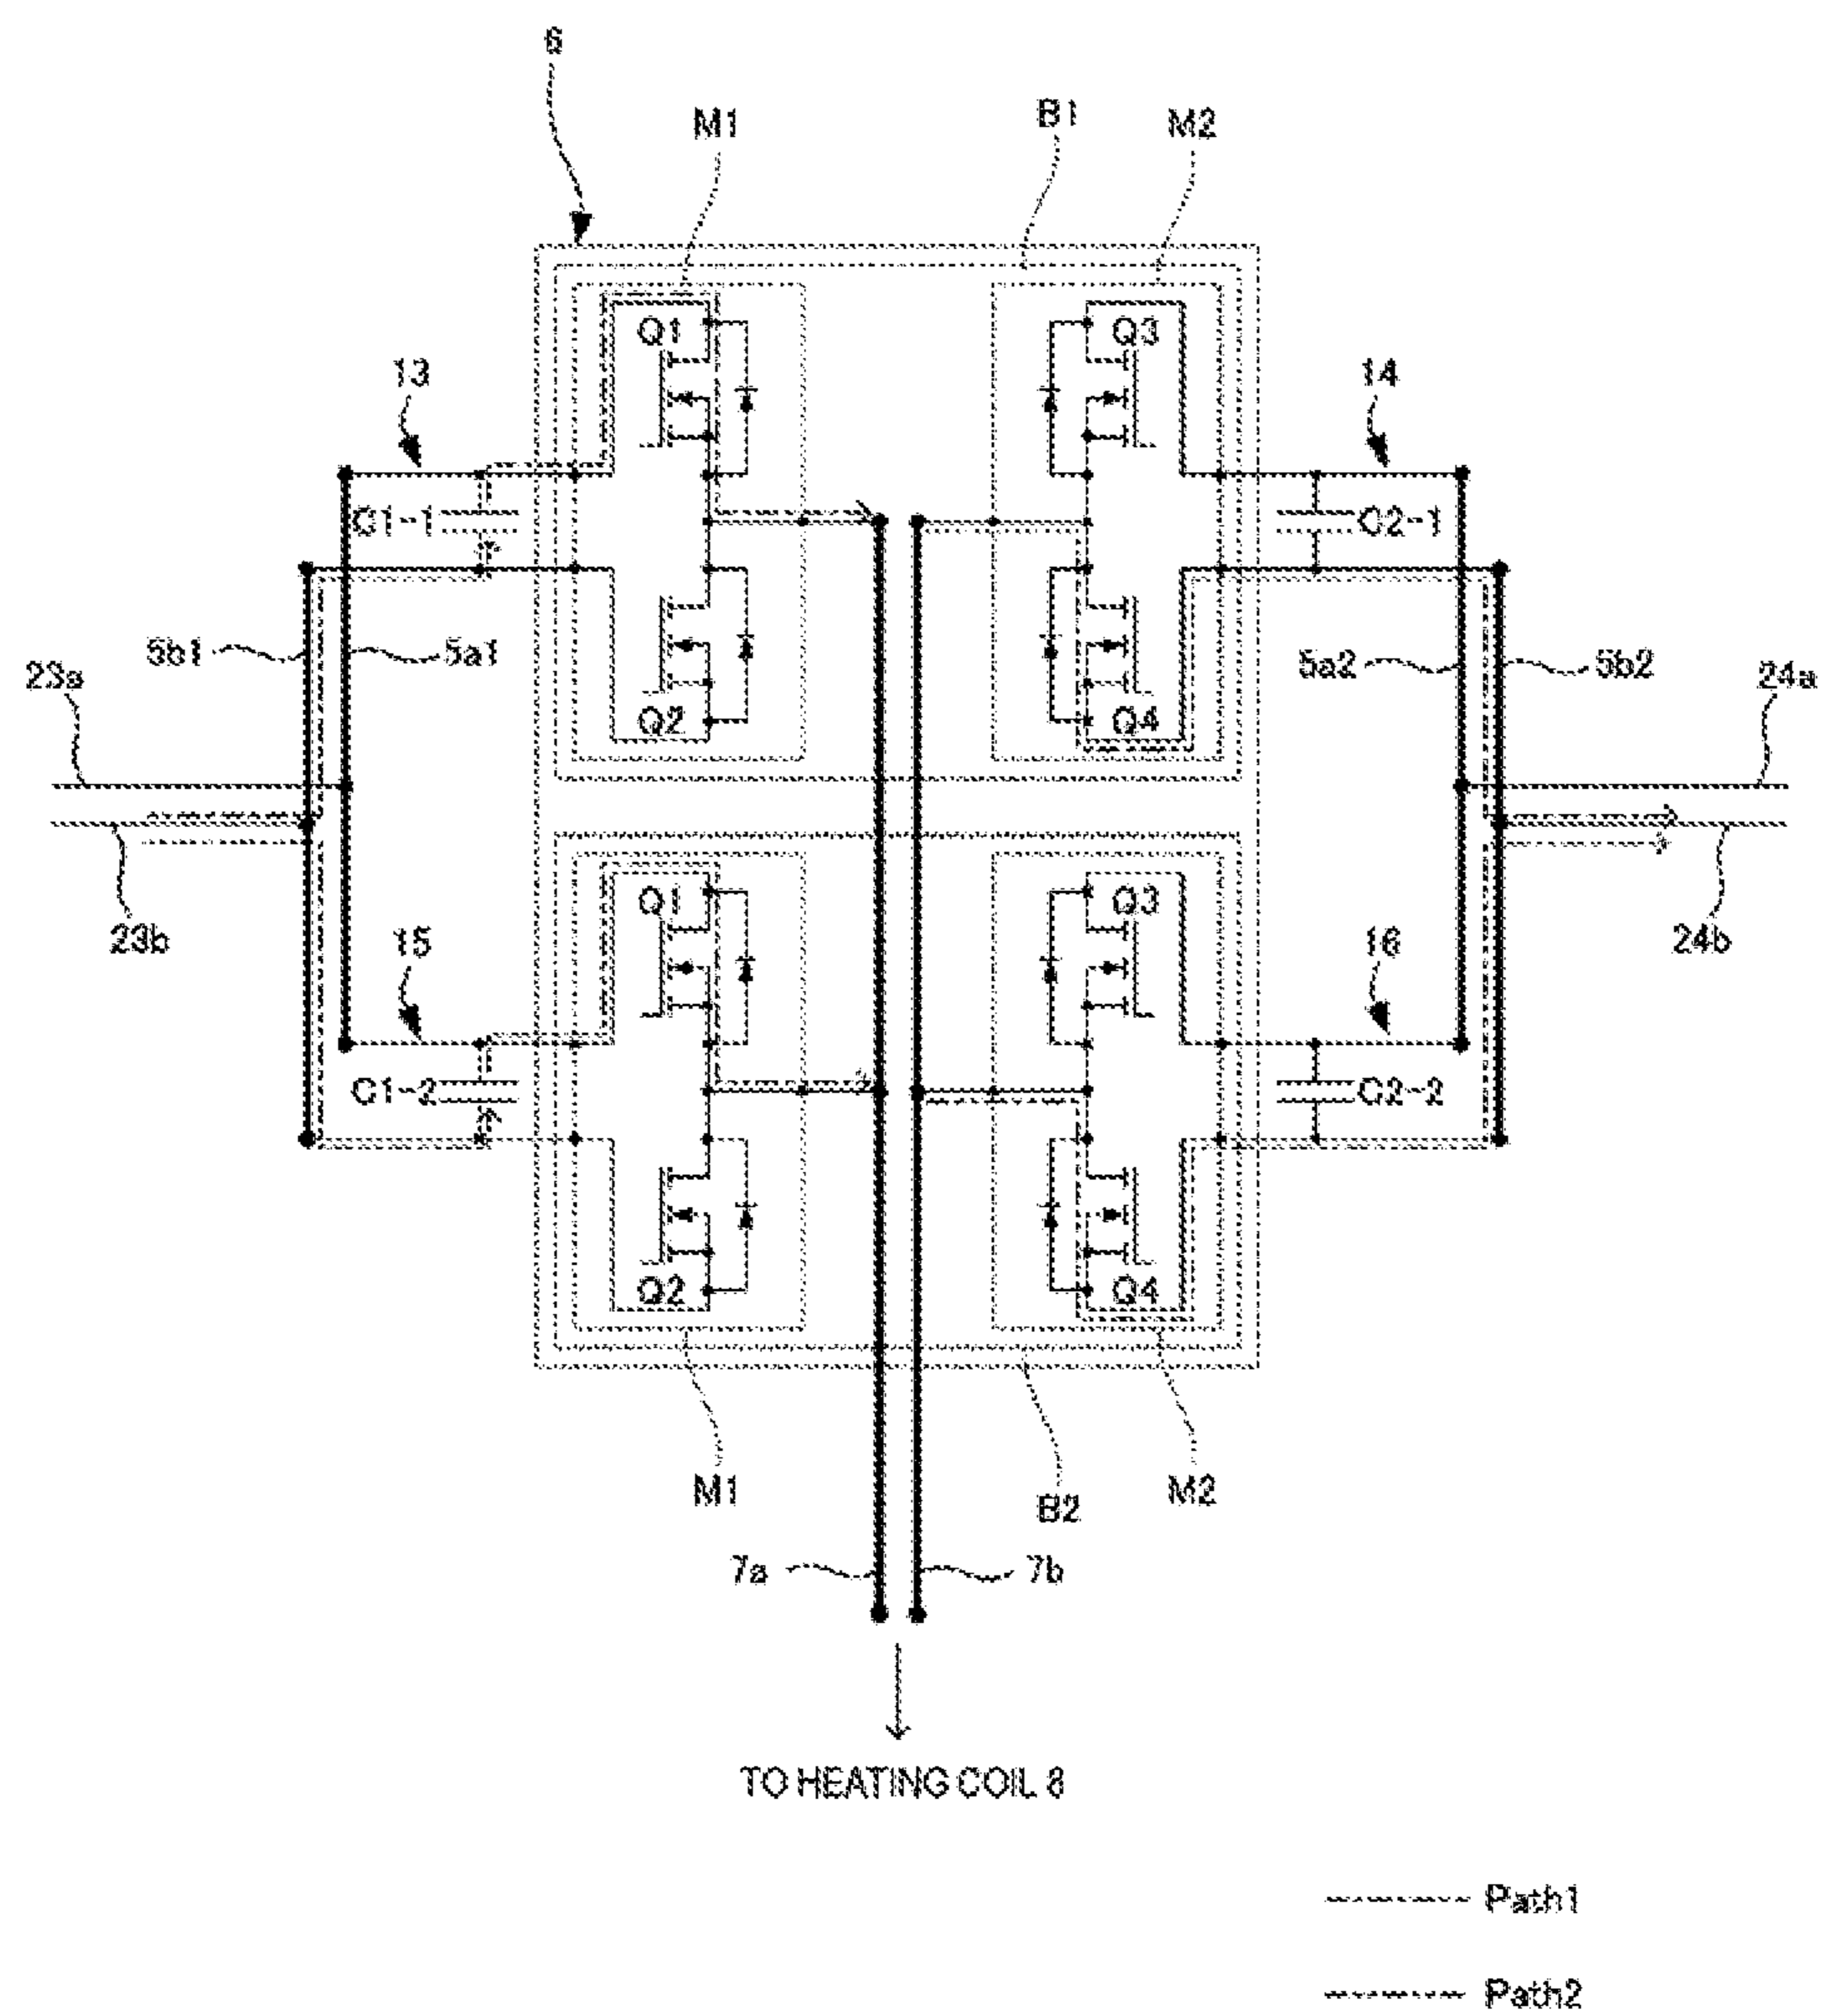 6
M1
B1
M2
Q1
Q3
13
14
C1-1
C2-1
5b1
5a1
5a2
5b2
23a
24a
Q2
Q4
23b
24b
Q1
Q3
15
16
C1-2
C2-2
Q2
Q4
M1
B2
M2
7a
7b
TO HEATING COIL 8
Path1
Path2